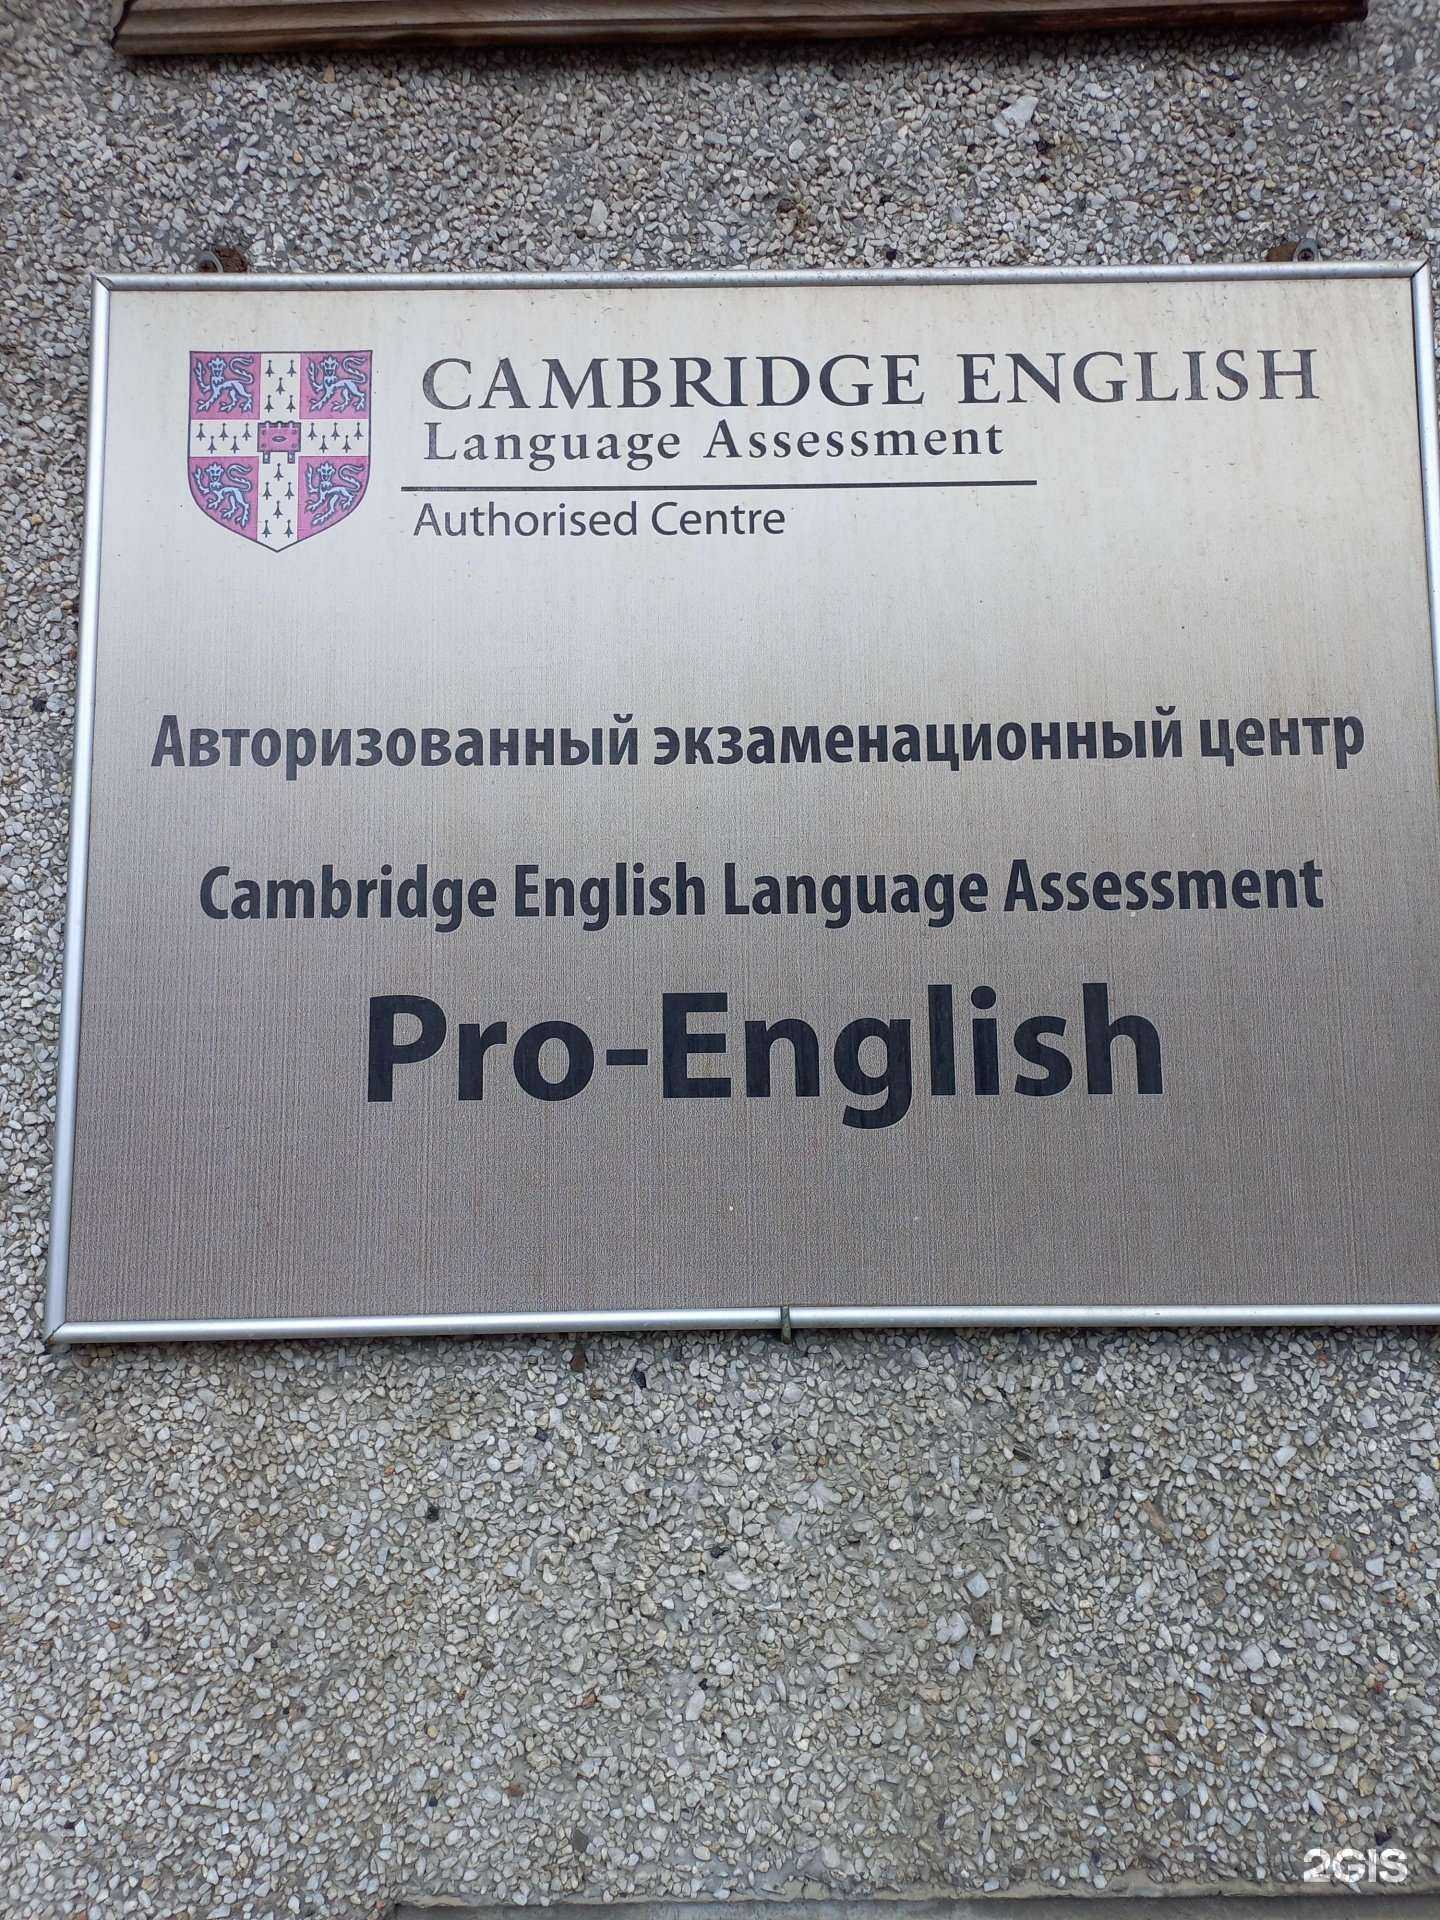 CAMBRIDGE ENGLISH
Language Assessment
Authorised Centre
Авторизованный экзаменационный центр
Cambridge English Language Assessment
Pro-English
2GIS